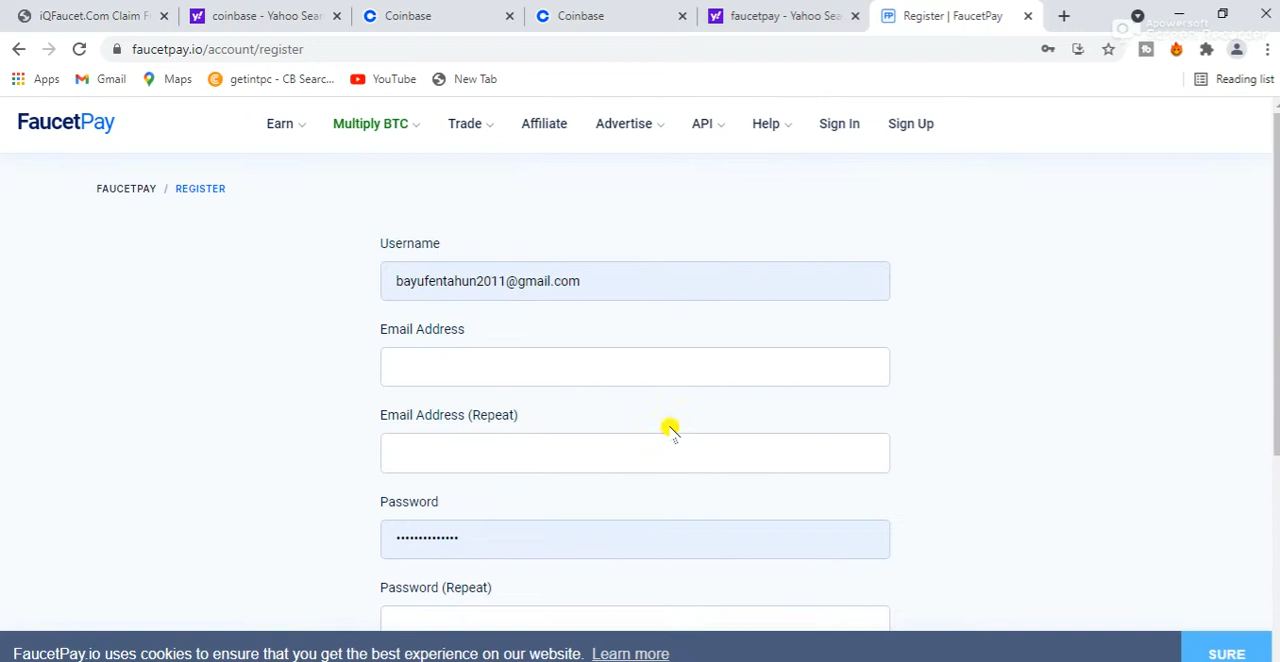 iQFaucet.Com Claim F
coinbase - Yahoo Sear
Coinbase
Coinbase
faucetpay - Yahoo Sea
Register | FaucetPay
Apowersoft
Screen Recorder
faucetpay.io/account/register
Apps
Gmail
Maps
getintpc - CB Searc...
YouTube
New Tab
Reading list
FaucetPay
Earn
Multiply BTC
Trade
Affiliate
Advertise
API
Help
Sign In
Sign Up
FAUCETPAY / REGISTER
Username
bayufentahun2011@gmail.com
Email Address
Email Address (Repeat)
Password
••••••••••••••
Password (Repeat)
FaucetPay.io uses cookies to ensure that you get the best experience on our website. Learn more
SURE